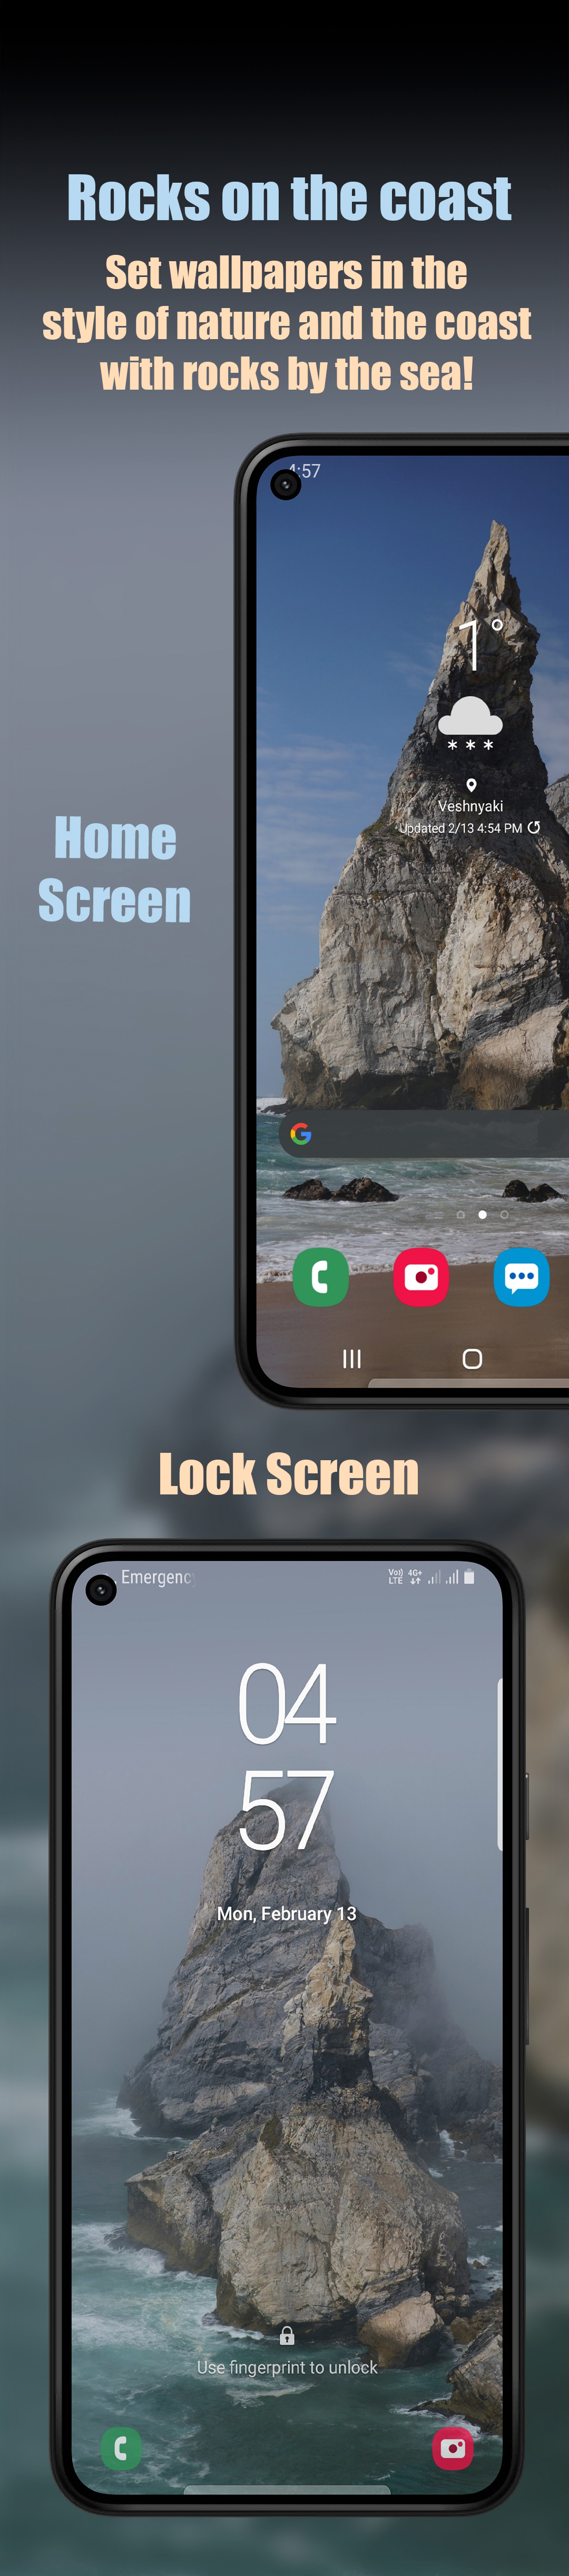 Rocks on the coast
Set wallpapers in the
style of nature and the coast
with rocks by the sea!
4:57
1°
Veshnyaki
Updated 2/13 4:54 PM
Home
Screen
Lock Screen
Emergenc
Vo)) 4G+
LTE
04
57
Mon, February 13
Use fingerprint to unlock